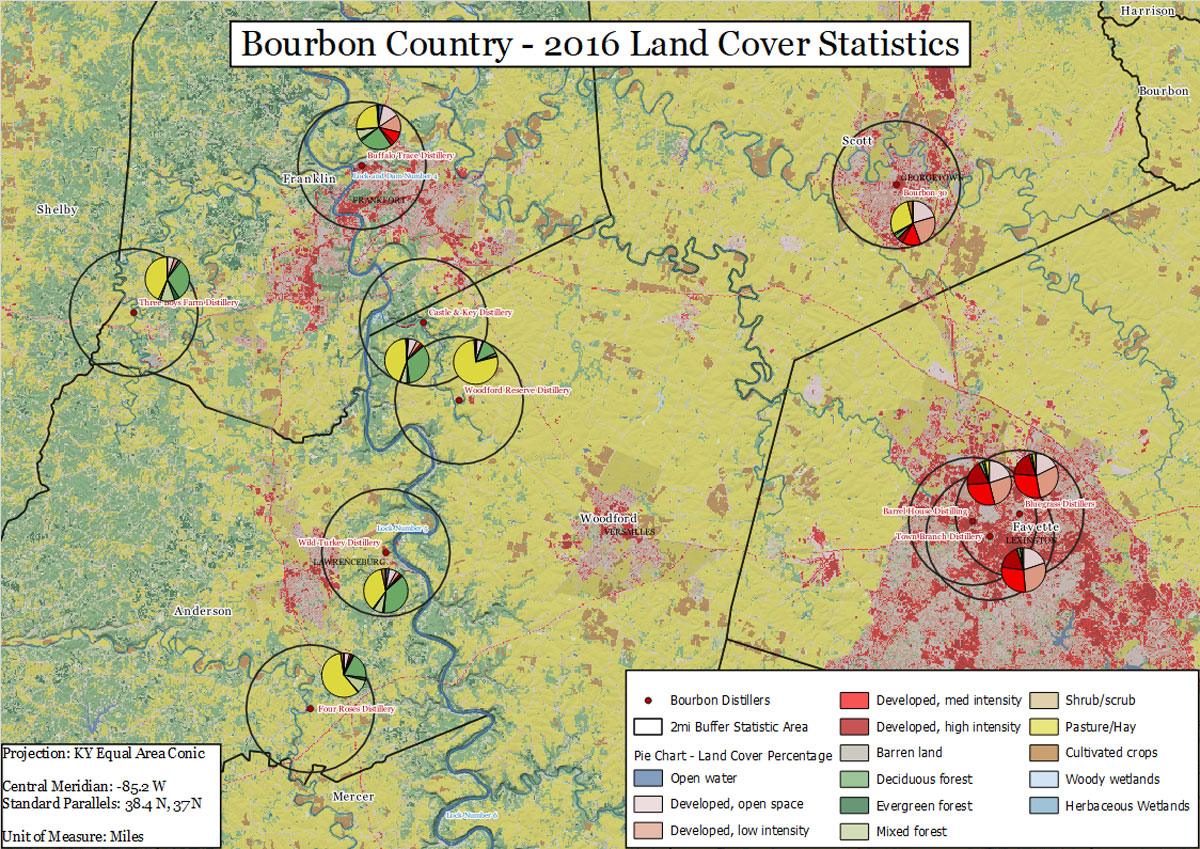 Harrison
Bourbon Country - 2016 Land Cover Statistics
Bourbon
Scott
Buffalo Trace Distillery
Lock and Dam Number 4
Franklin
GEORGETOWN
Bourbon 30
FRANKFORT
Shelby
Three Boys Farm Distillery
Castle & Key Distillery
Woodford Reserve Distillery
Bluegrass Distillers
Barrel House Distilling
Woodford
Fayette
Lock Number 5
VERSAILLES
Town Branch Distillery
LEXINGTON
Wild Turkey Distillery
LAWRENCEBURG
Anderson
Four Roses Distillery
Mercer
Lock Number 6
Projection: KY Equal Area Conic
Central Meridian: -85.2 W
Standard Parallels: 38.4 N, 37N
Unit of Measure: Miles
Bourbon Distillers
2mi Buffer Statistic Area
Pie Chart - Land Cover Percentage
Open water
Developed, open space
Developed, low intensity
Developed, med intensity
Developed, high intensity
Barren land
Deciduous forest
Evergreen forest
Mixed forest
Shrub/scrub
Pasture/Hay
Cultivated crops
Woody wetlands
Herbaceous Wetlands